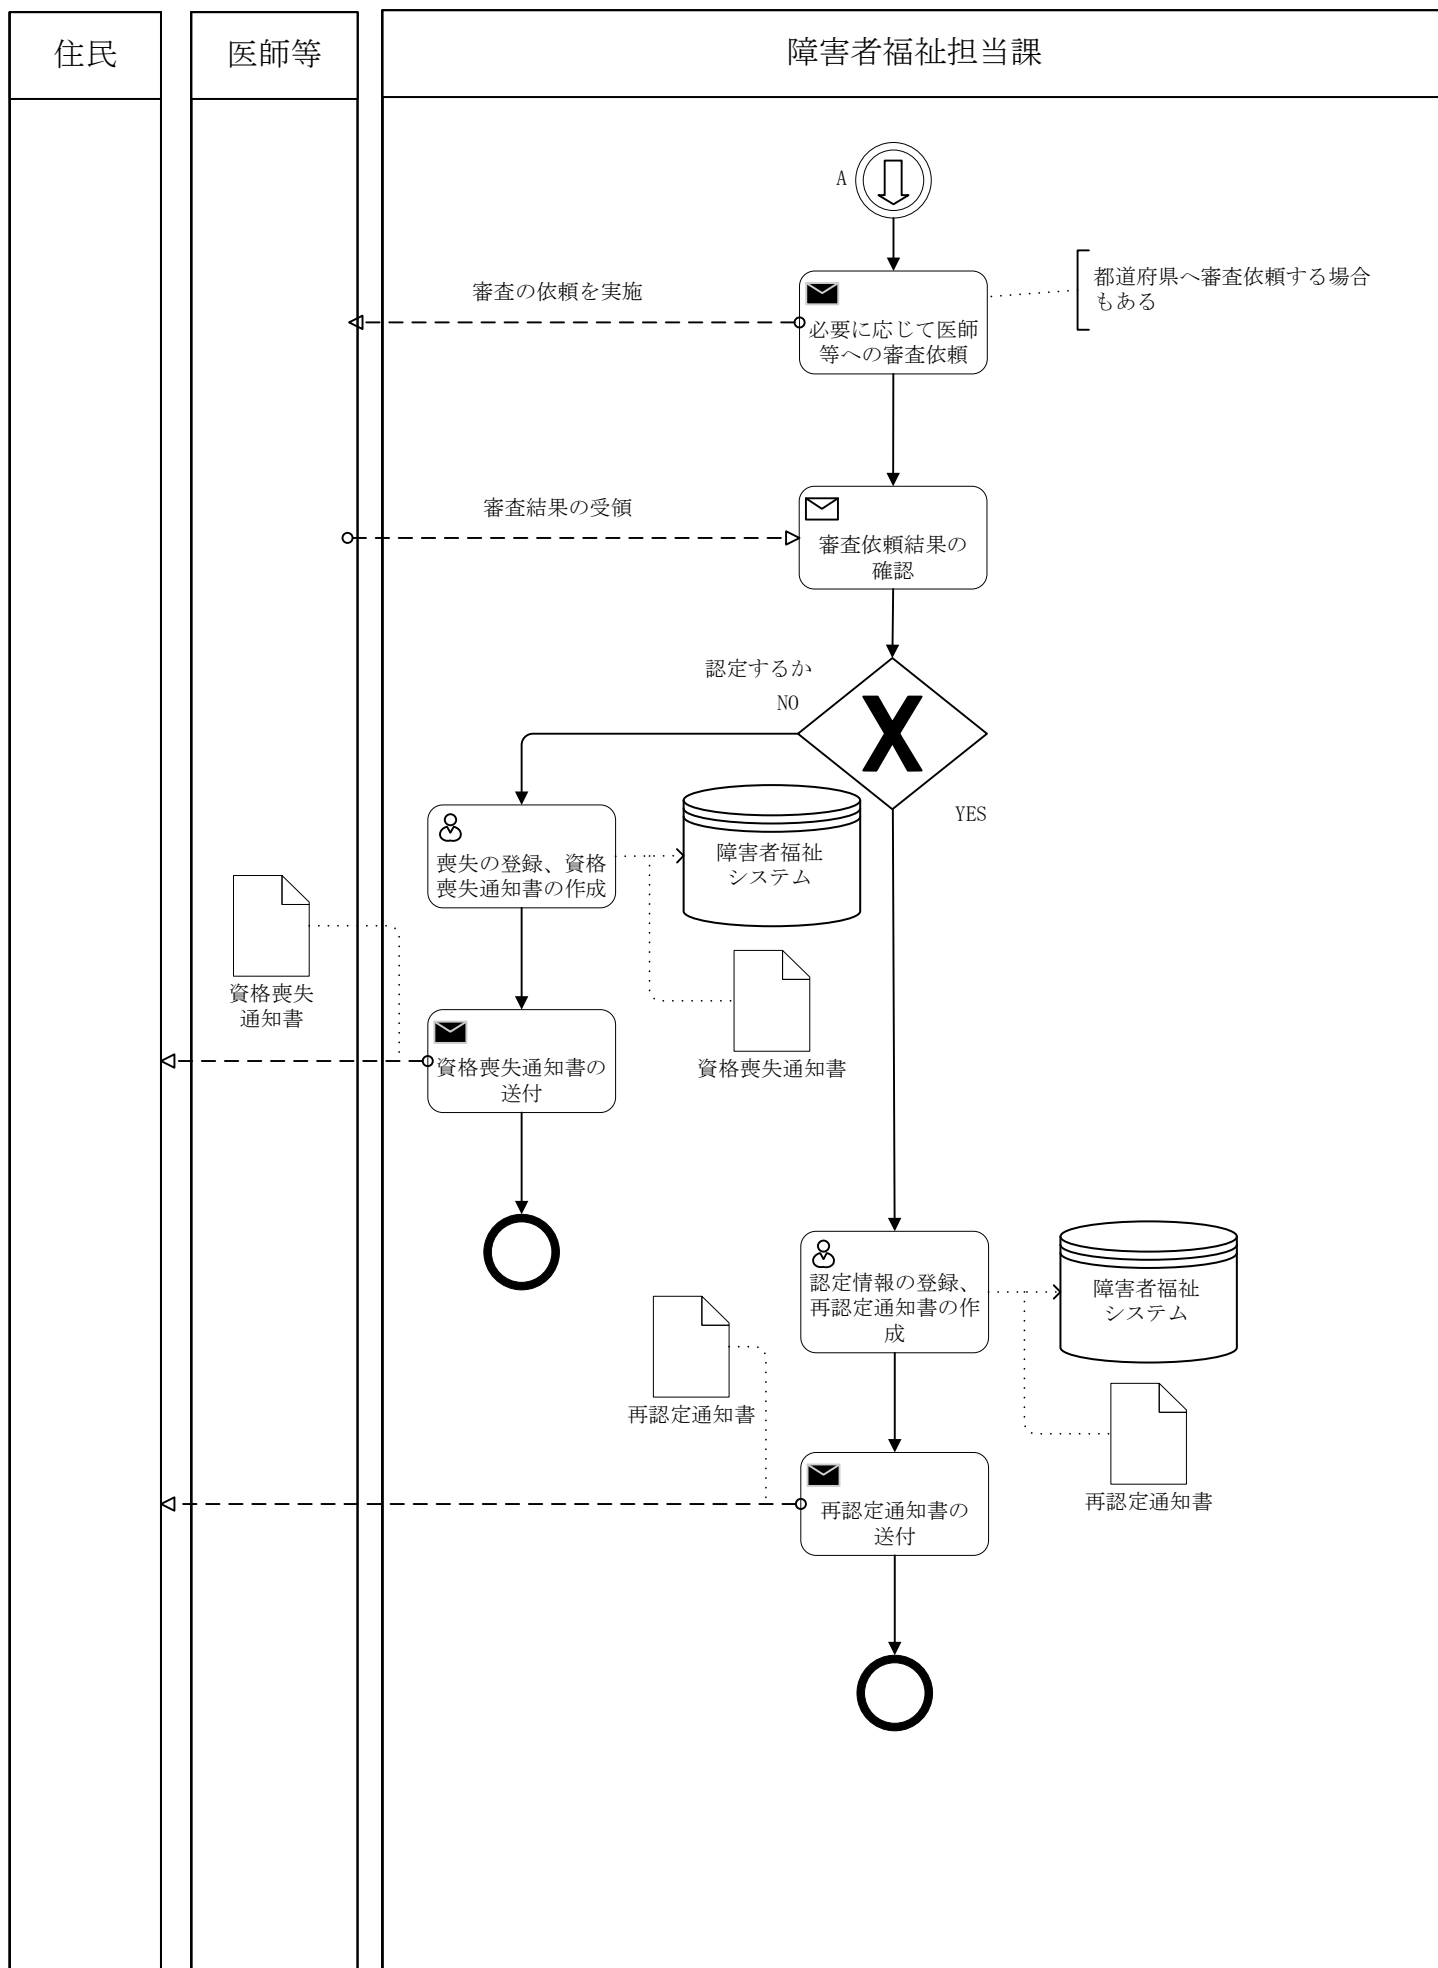 住民
医師等
障害者福祉担当課
A
審査の依頼を実施
必要に応じて医師
等への審査依頼
都道府県へ審査依頼する場合
もある
審査結果の受領
審査依頼結果の
確認
認定するか
NO
YES
喪失の登録、資格
喪失通知書の作成
障害者福祉
システム
資格喪失
通知書
資格喪失通知書の
送付
資格喪失通知書
認定情報の登録、
再認定通知書の作
成
障害者福祉
システム
再認定通知書
再認定通知書の
送付
再認定通知書